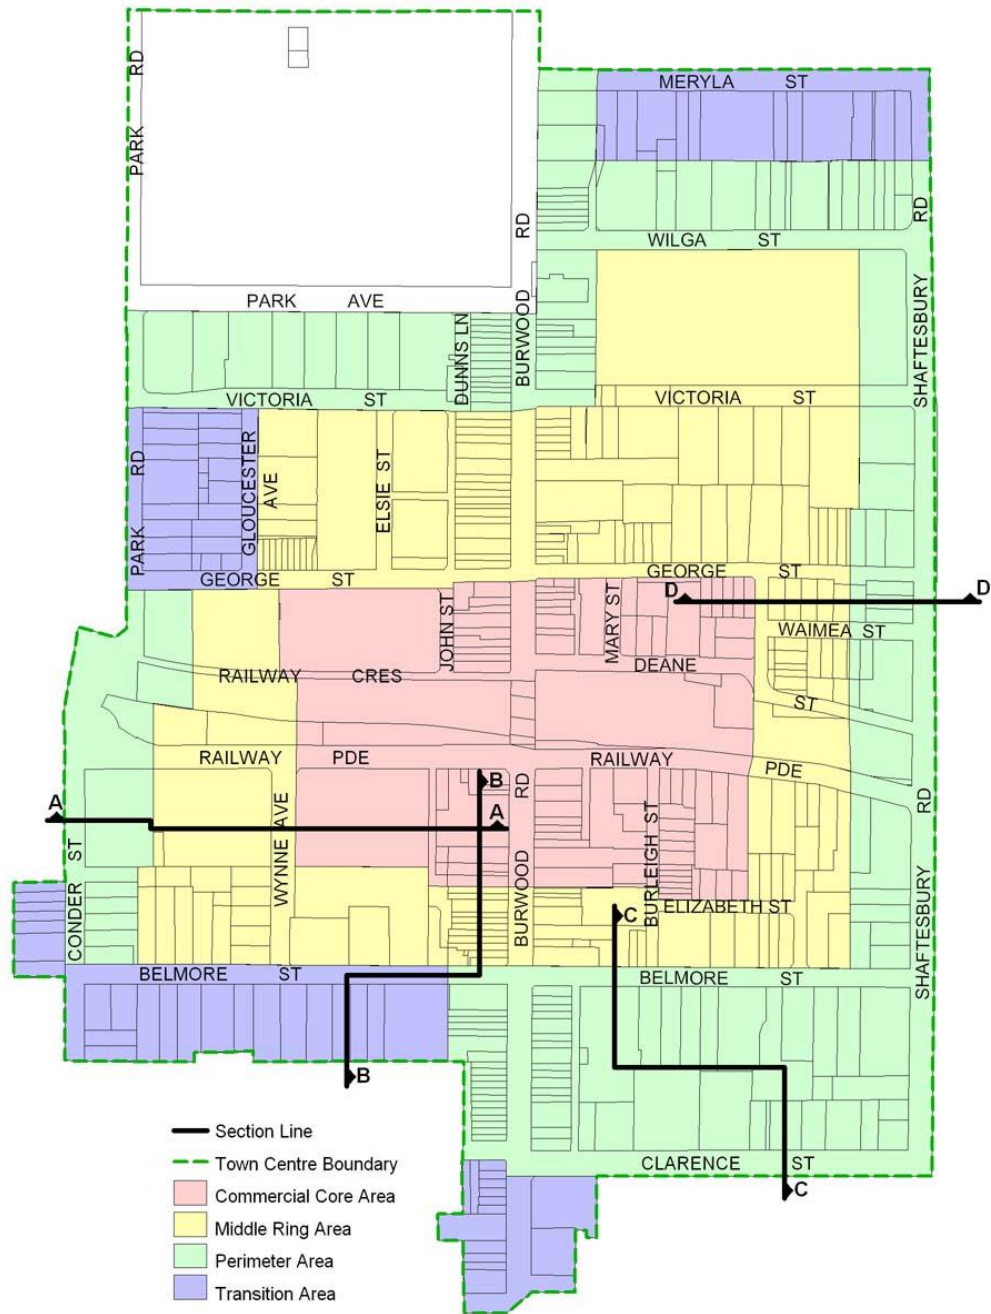 PARK RD
MERYLA ST
PARK
RD
RD
WILGA ST
PARK AVE
DUNNS LN
BURWOOD
SHAFTESBURY
VICTORIA ST
VICTORIA ST
PARK RD
GLOUCESTER AVE
ELSIE ST
GEORGE ST
GEORGE ST
D
D
JOHN ST
MARY ST
WAIMEA ST
DEANE ST
RAILWAY CRES
RAILWAY PDE
RAILWAY PDE
B
RD
RD
A
A
WYNNE AVE
BURLEIGH ST
CONDER ST
BURWOOD
C
ELIZABETH ST
SHAFTESBURY
BELMORE ST
BELMORE ST
B
CLARENCE ST
C
Section Line
Town Centre Boundary
Commercial Core Area
Middle Ring Area
Perimeter Area
Transition Area